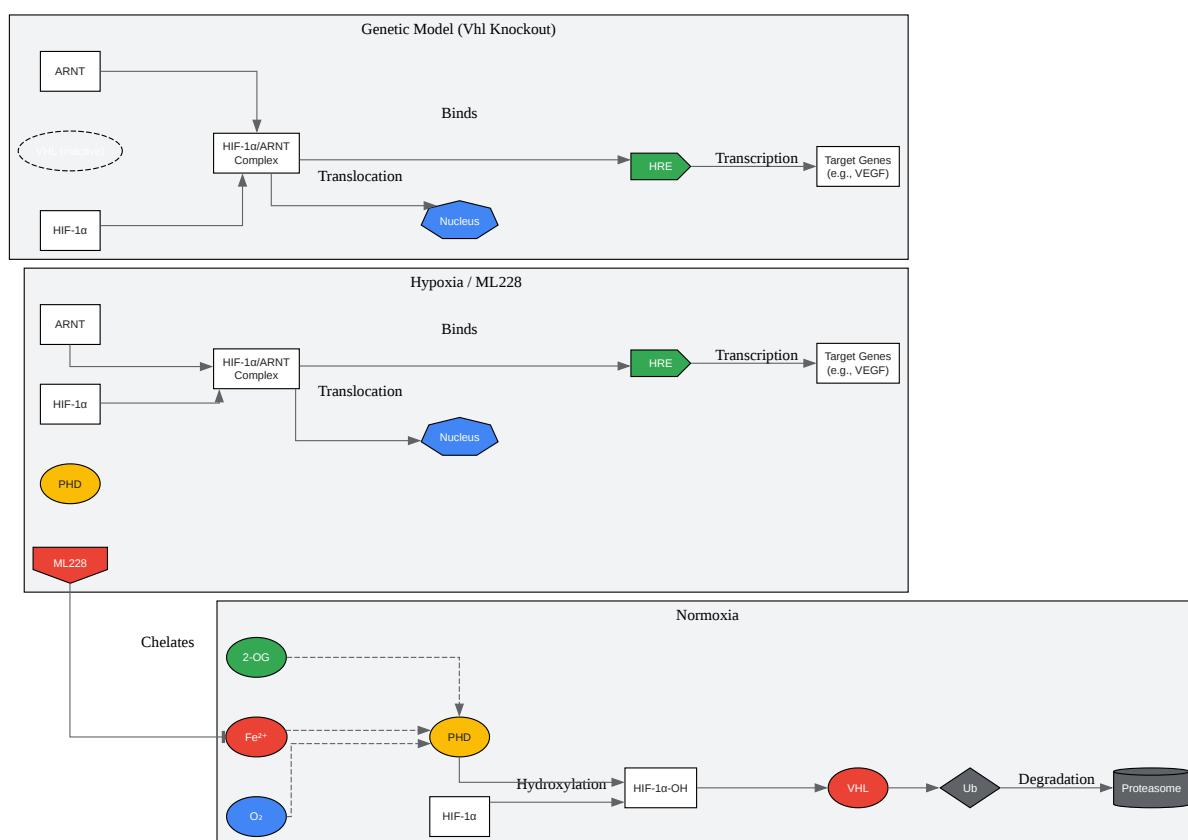 Genetic Model (Vhl Knockout)
ARNT
Binds
VHL (inactive)
HIF-1α/ARNT
Complex
Translocation
HRE
Transcription
Target Genes
(e.g., VEGF)
HIF-1α
Nucleus
Hypoxia / ML228
ARNT
Binds
HIF-1α/ARNT
Complex
HRE
Transcription
Target Genes
(e.g., VEGF)
HIF-1α
Translocation
Nucleus
PHD
ML228
Chelates
Normoxia
2-OG
Fe²⁺
PHD
Hydroxylation
HIF-1α-OH
VHL
Ub
Degradation
Proteasome
O₂
HIF-1α